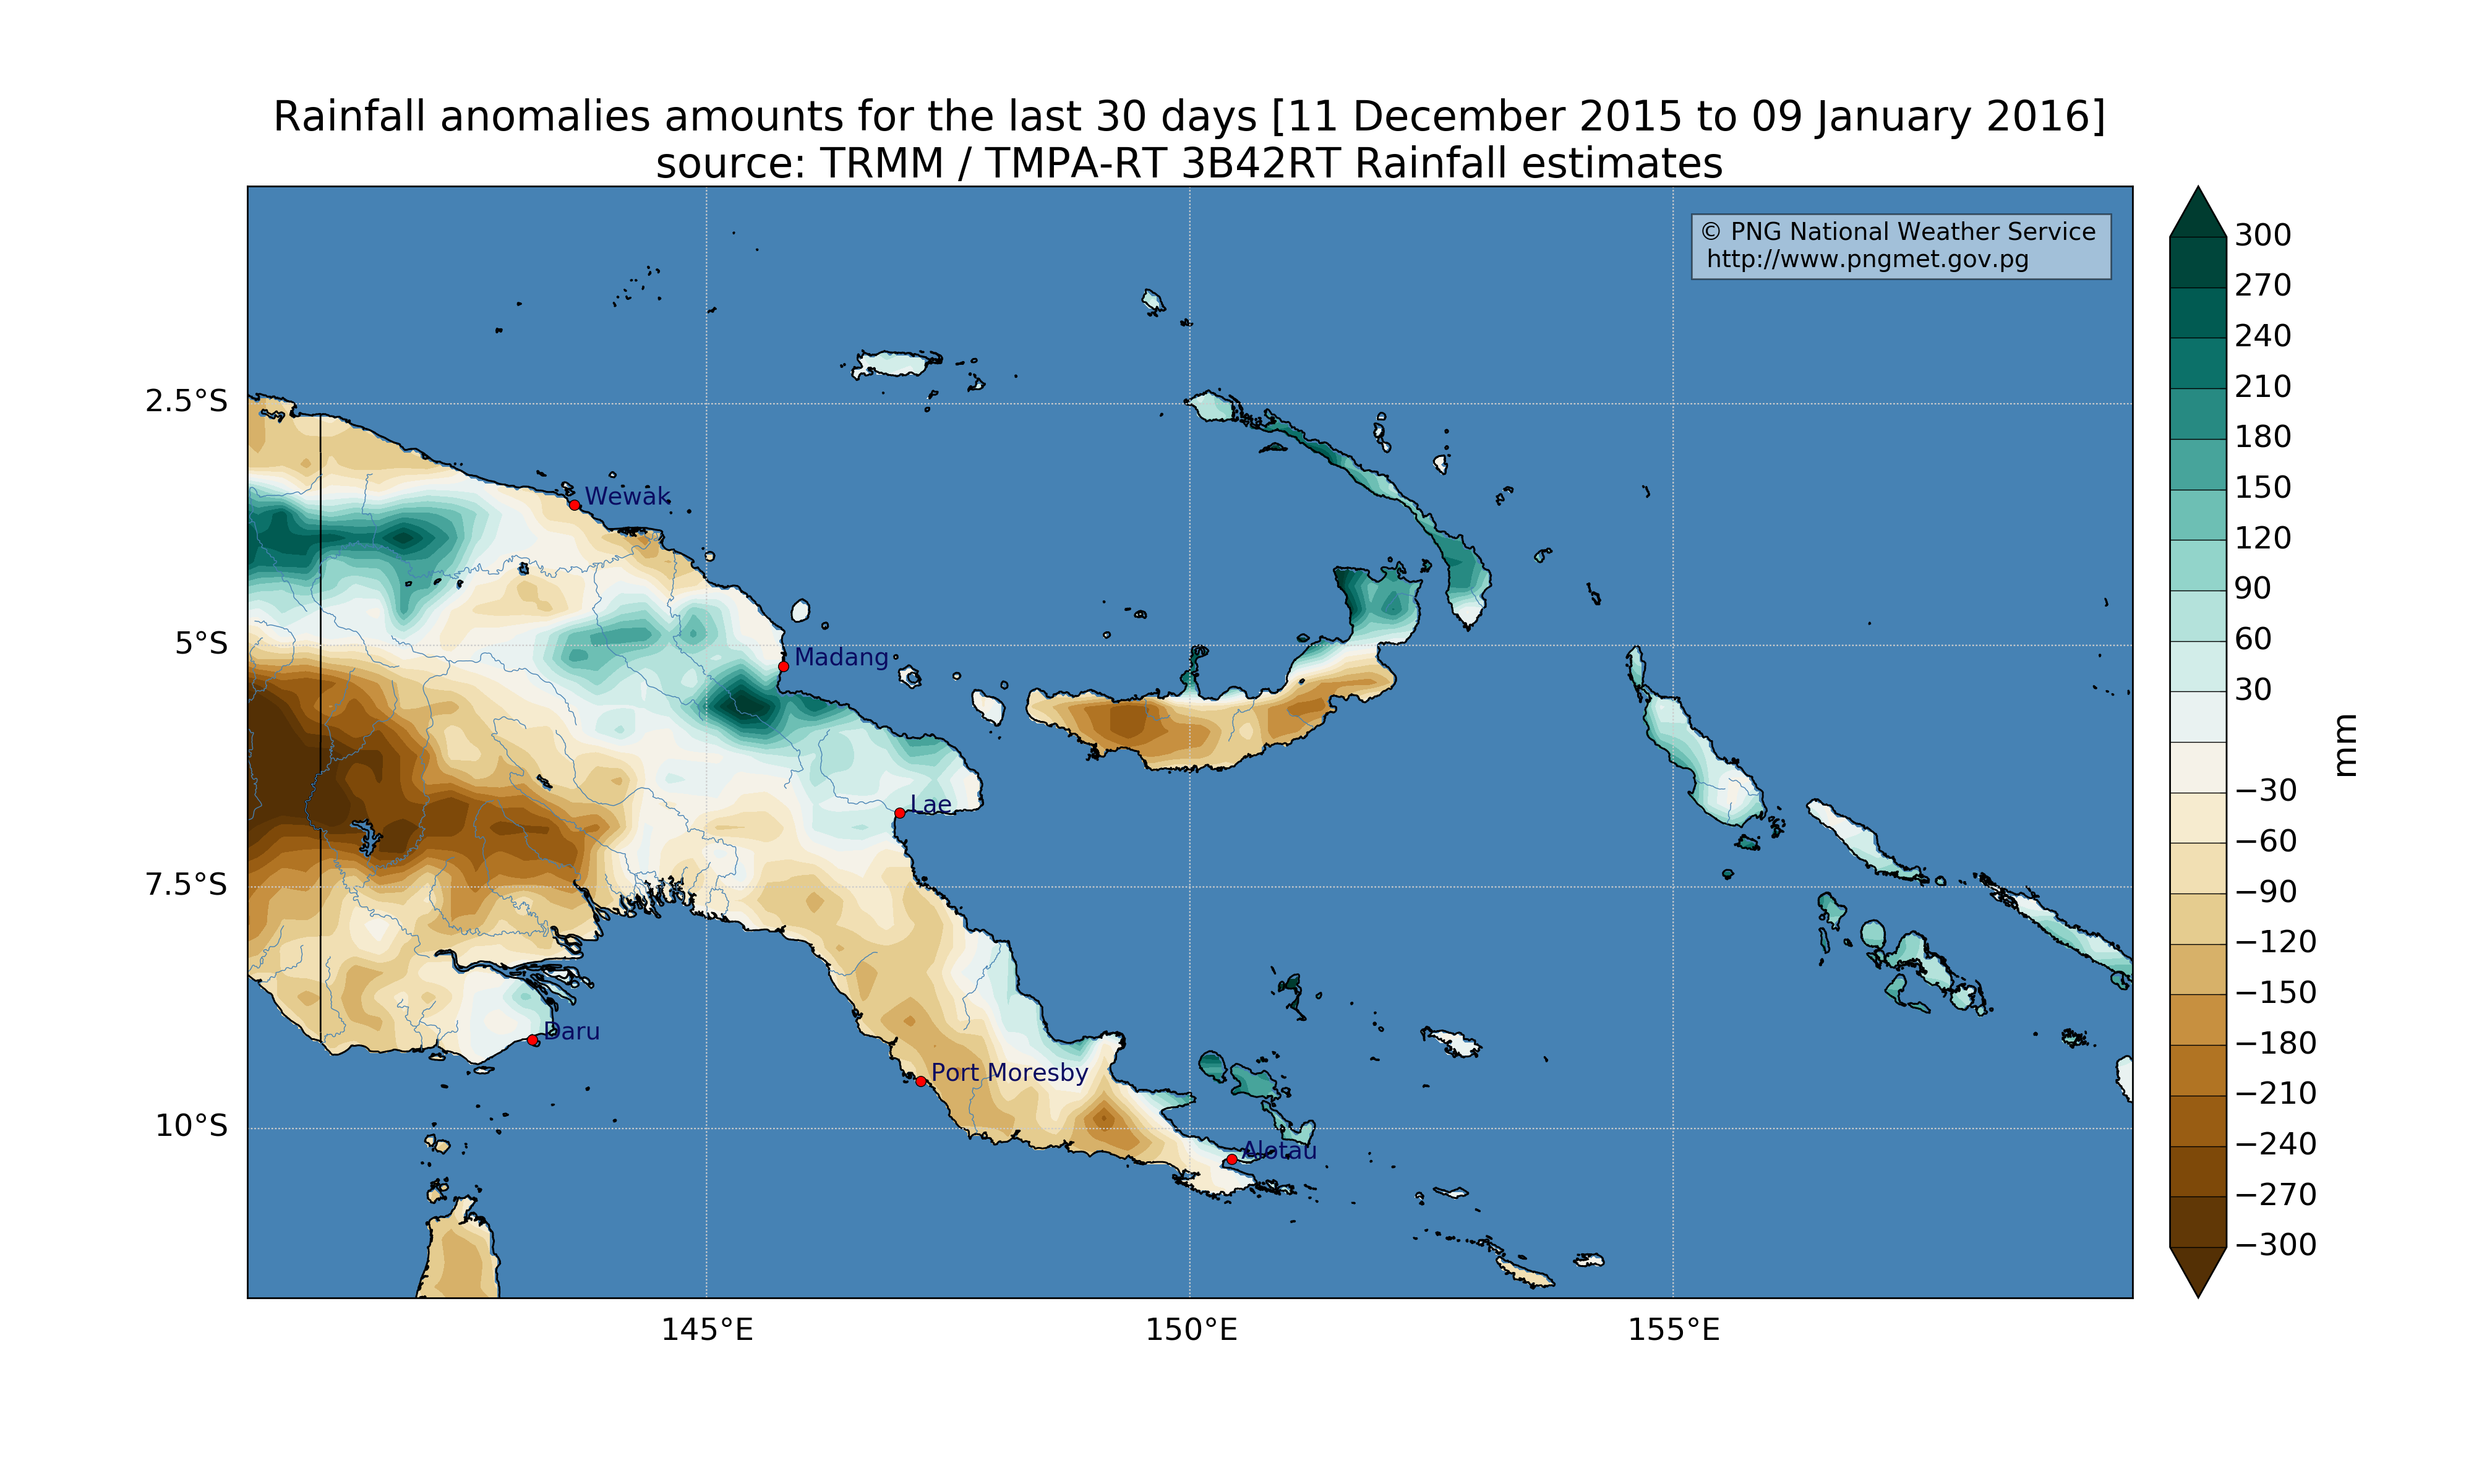 Rainfall anomalies amounts for the last 30 days [11 December 2015 to 09 January 2016]
source: TRMM / TMPA-RT 3B42RT Rainfall estimates
© PNG National Weather Service
http://www.pngmet.gov.pg
2.5°S
5°S
7.5°S
10°S
Wewak
Madang
Lae
Daru
Port Moresby
Alotau
145°E
150°E
155°E
300
270
240
210
180
150
120
90
60
30
−30
−60
−90
−120
−150
−180
−210
−240
−270
−300
mm